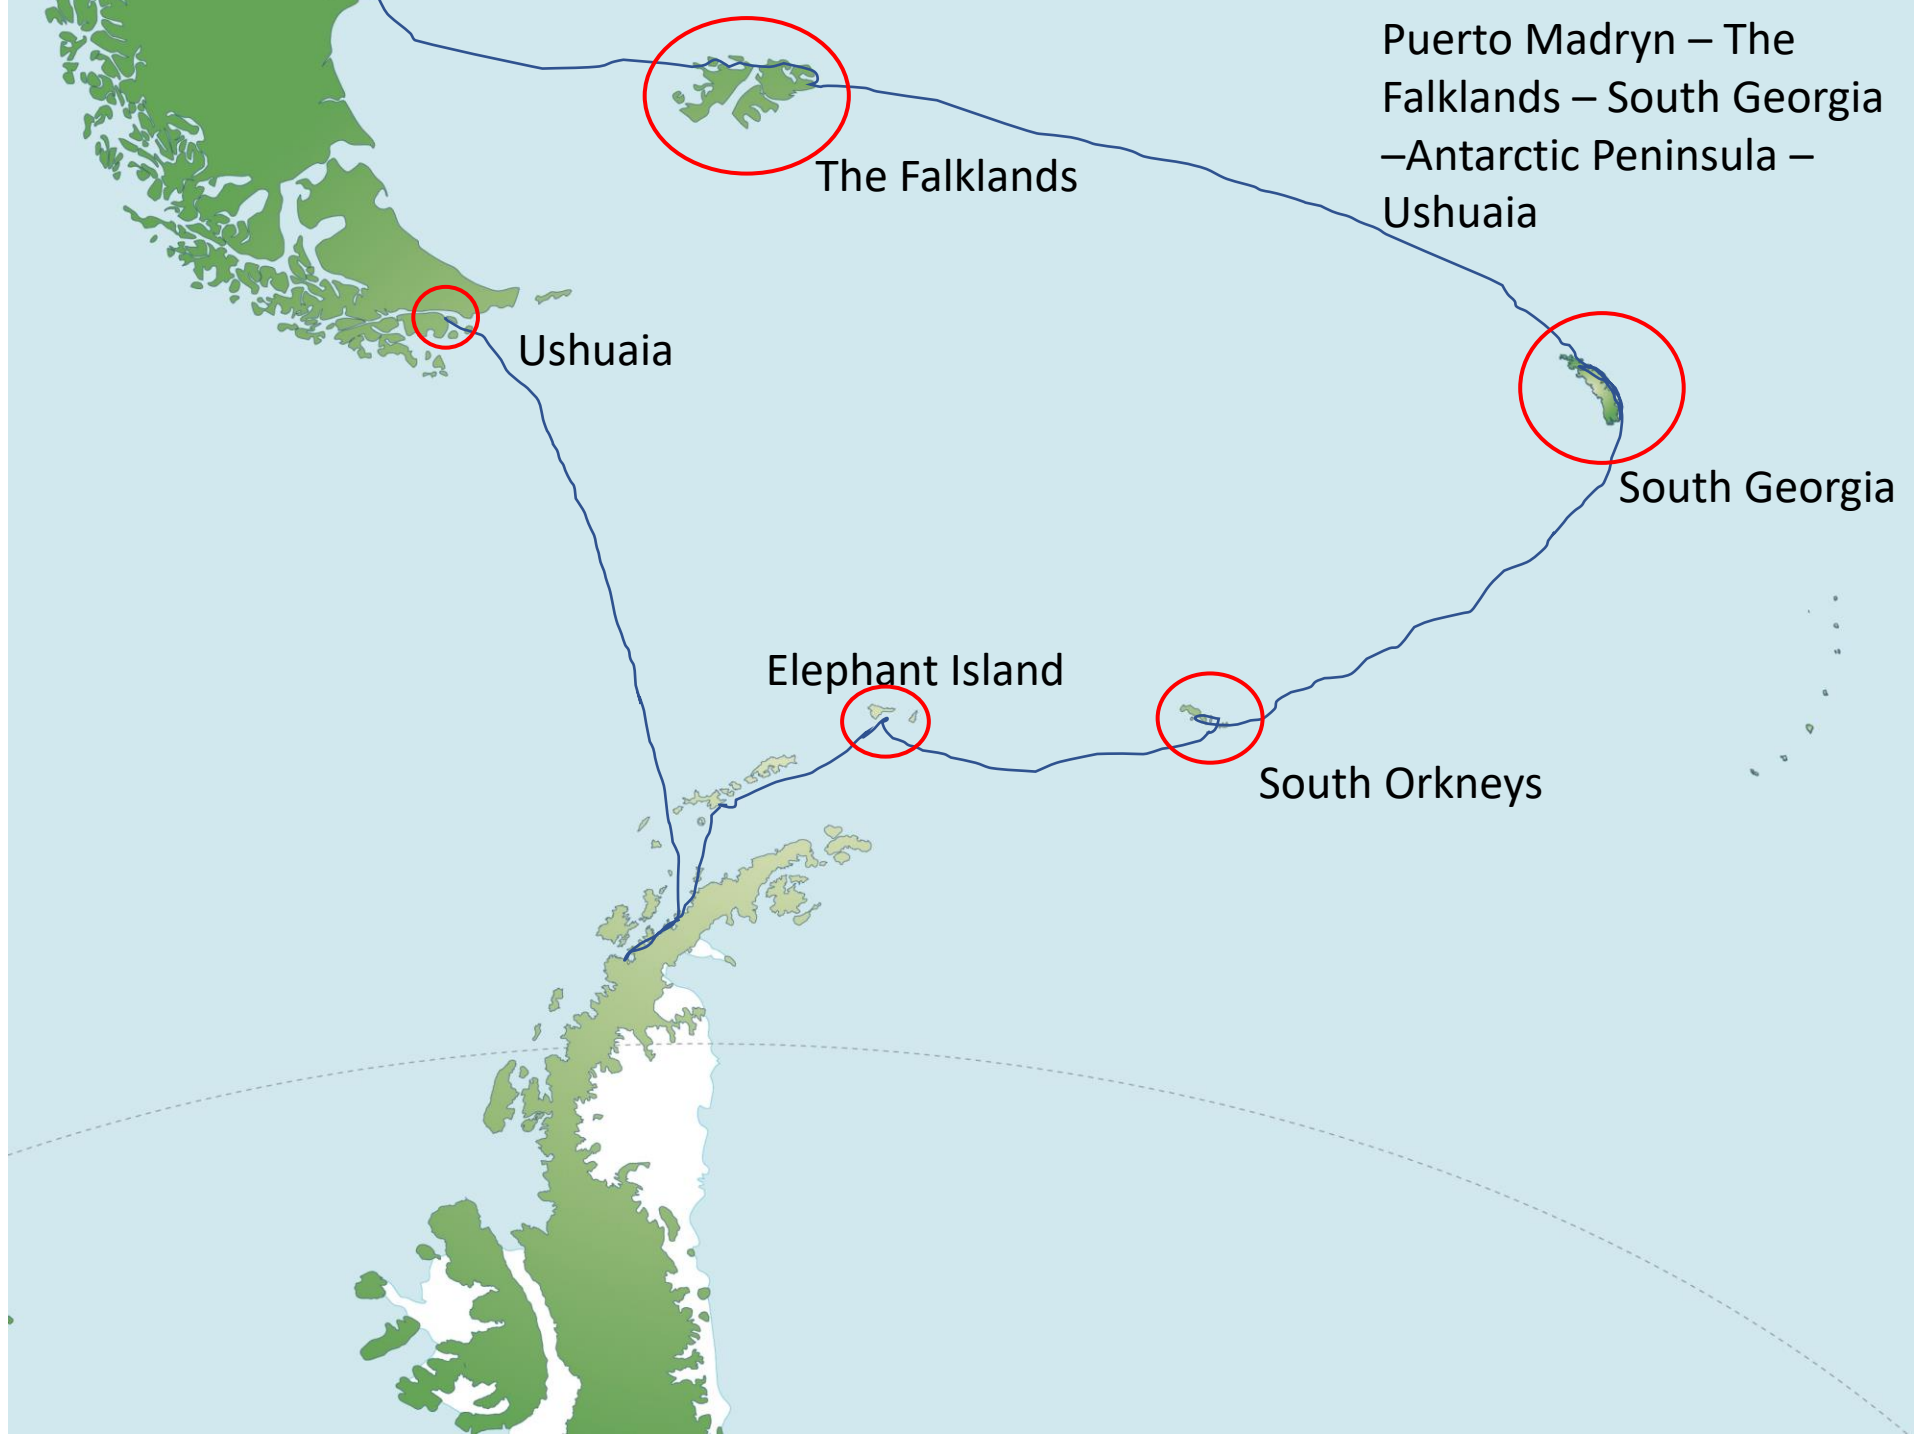 Puerto Madryn – The
Falklands – South Georgia
–Antarctic Peninsula –
Ushuaia
The Falklands
Ushuaia
South Georgia
Elephant Island
South Orkneys